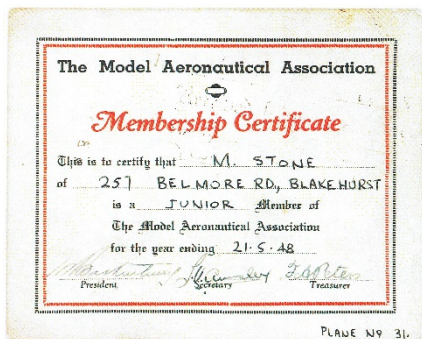 The Model Aeronautical Association
Membership Certificate
This is to certify that M. STONE
of 257 BELMORE RD., BLAKEHURST
is a JUNIOR Member of
The Model Aeronautical Association
for the year ending 21-5-48
President Secretary Treasurer
PLANE Nº 31.